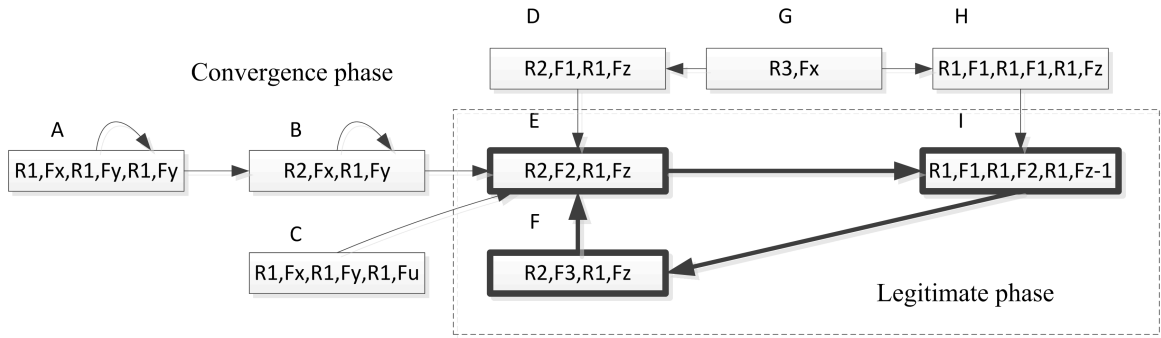 D
G
H
R2,F1,R1,Fz
R3,Fx
R1,F1,R1,F1,R1,Fz
Convergence phase
A
B
E
I
R1,Fx,R1,Fy,R1,Fy
R2,Fx,R1,Fy
R2,F2,R1,Fz
R1,F1,R1,F2,R1,Fz-1
C
F
R1,Fx,R1,Fy,R1,Fu
R2,F3,R1,Fz
Legitimate phase